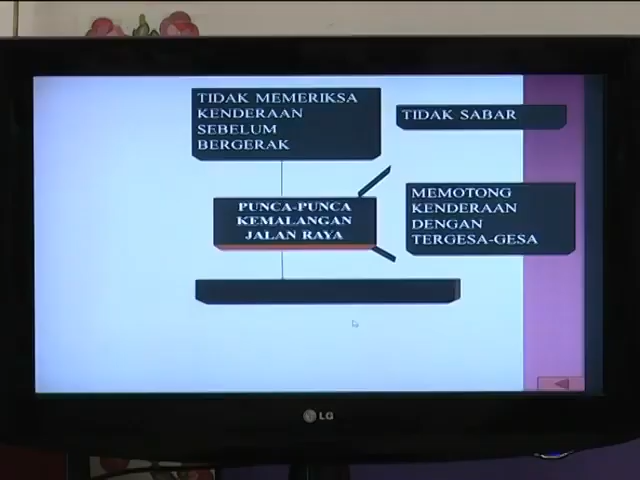 TIDAK MEMERIKSA
KENDERAAN
SEBELUM
BERGERAK
TIDAK SABAR
PUNCA-PUNCA
KEMALANGAN
JALAN RAYA
MEMOTONG
KENDERAAN
DENGAN
TERGESA-GESA
LG